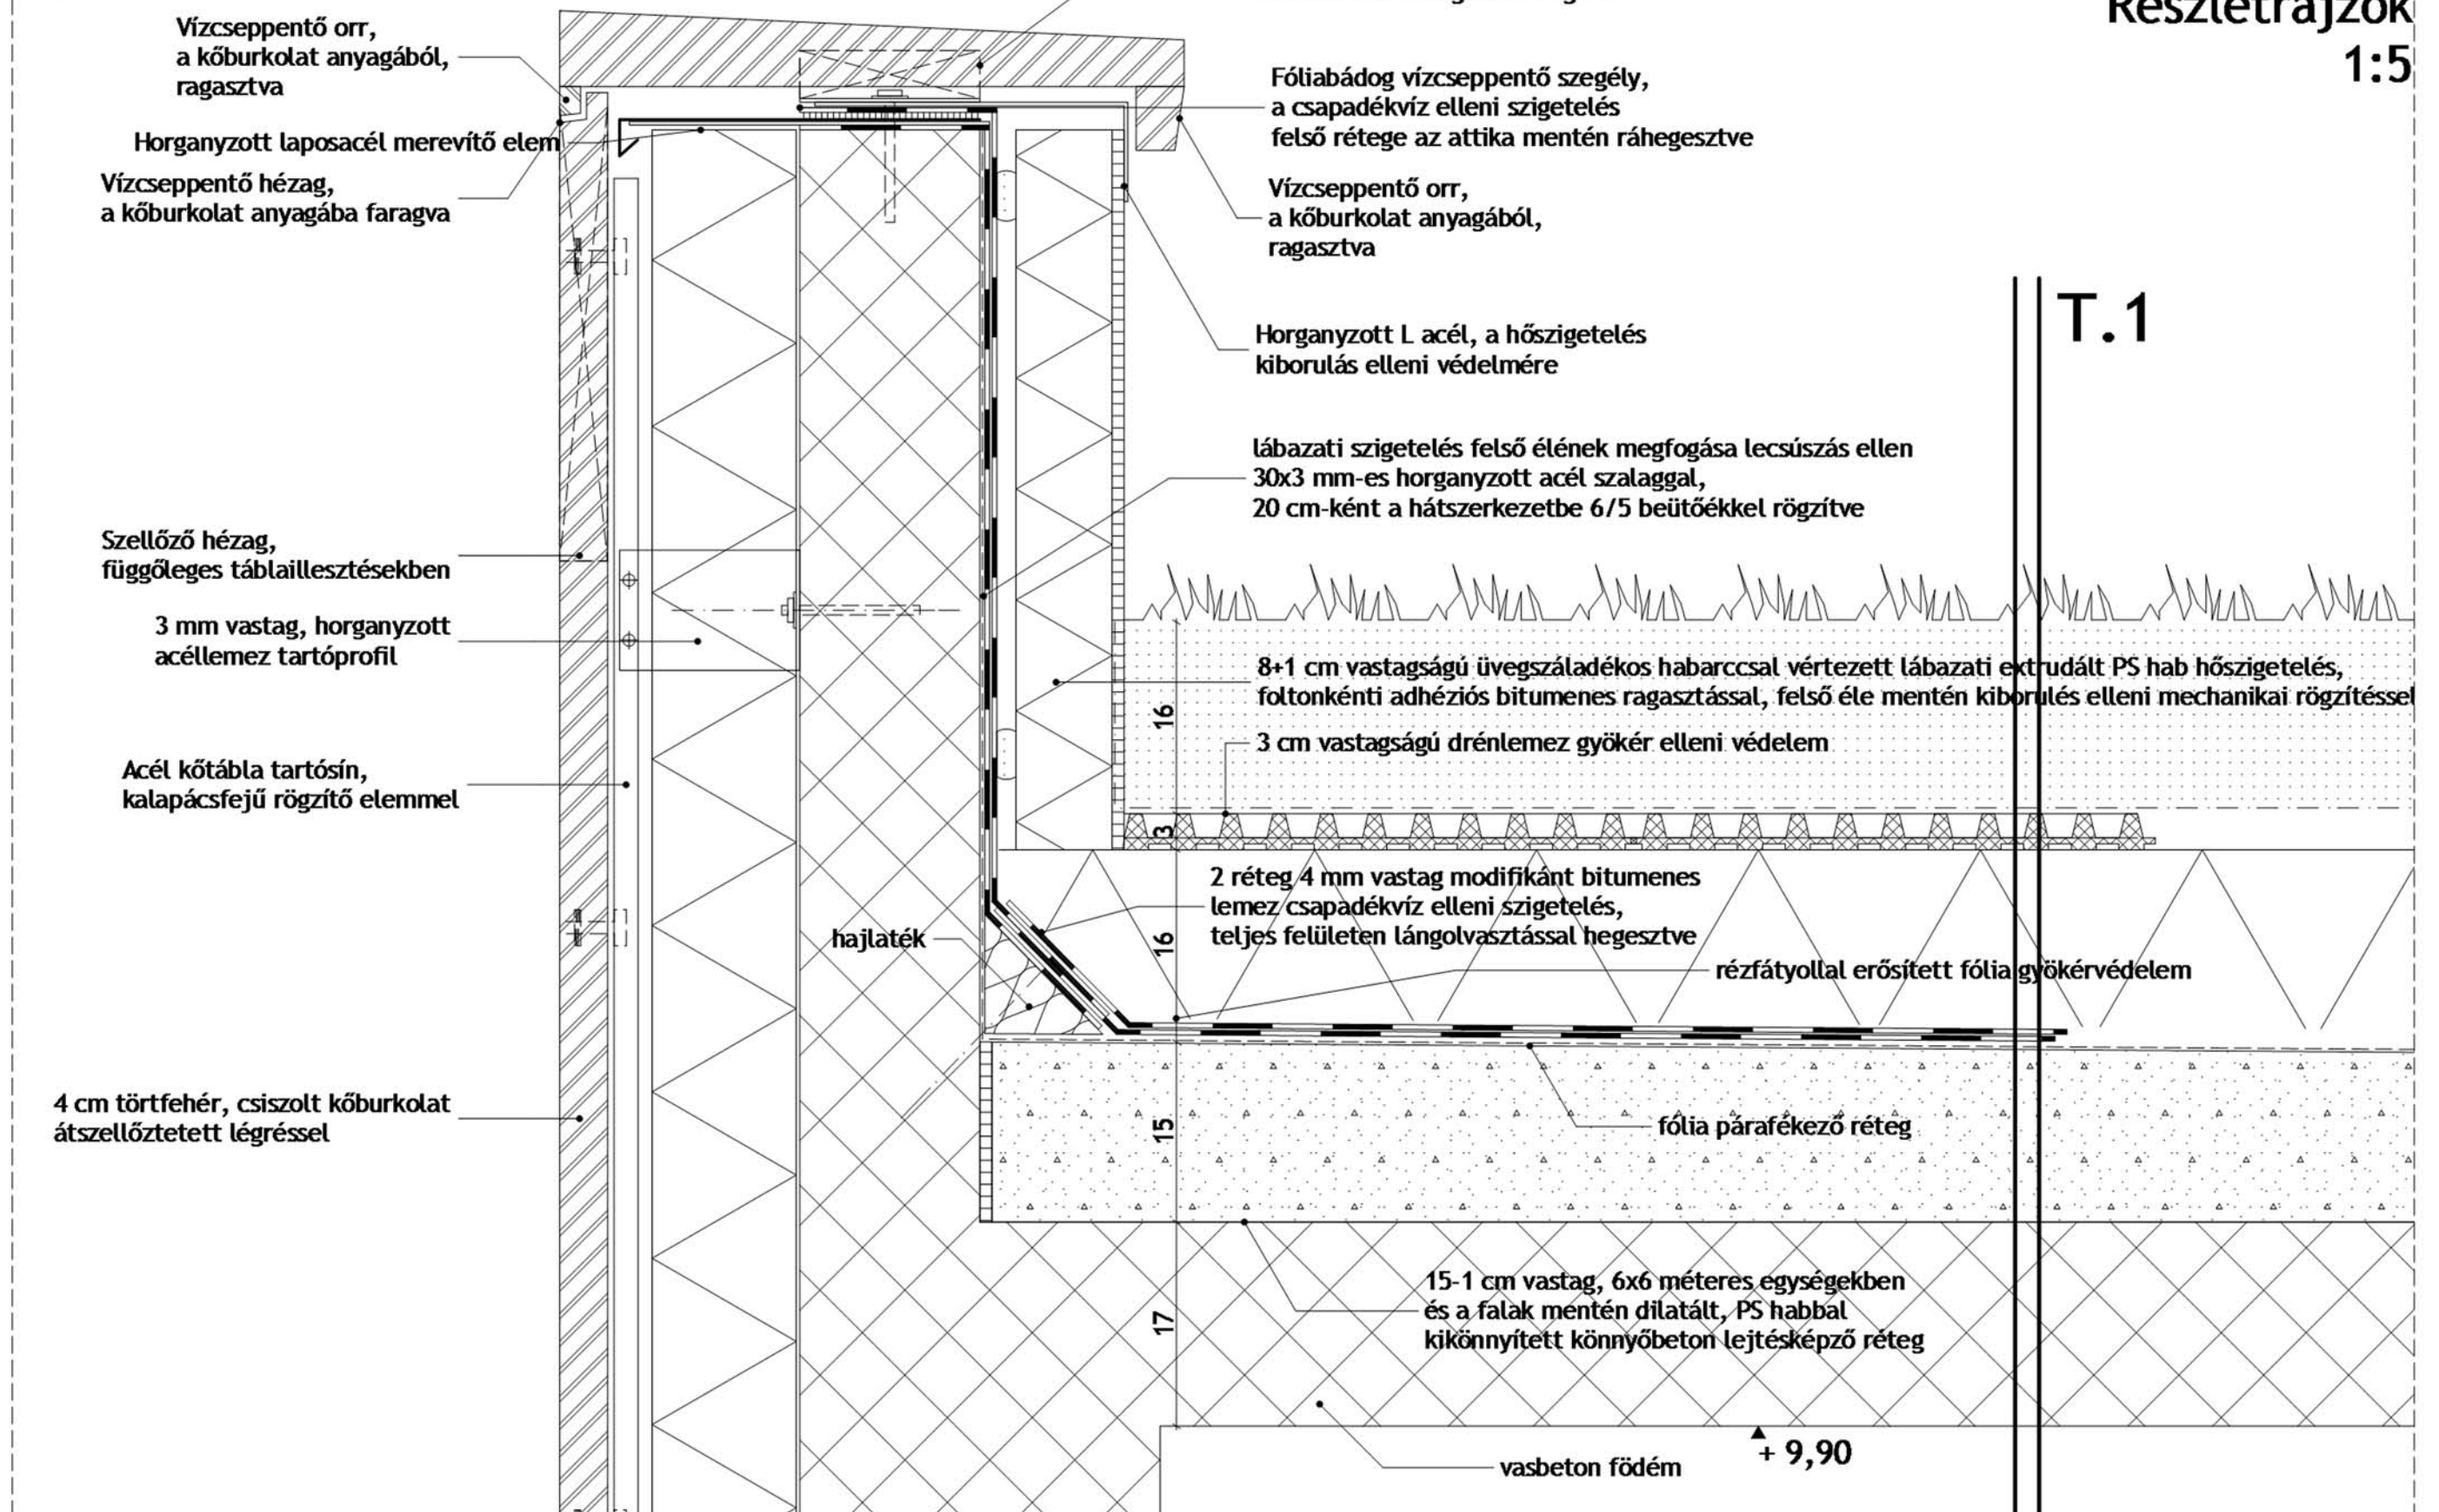 Részletrajzok
1:5
Vízcseppentő orr,
a kőburkolat anyagából,
ragasztva
Horganyzott laposacél merevítő elem
Vízcseppentő hézag,
a kőburkolat anyagába faragva
Fóliabádog vízcseppentő szegély,
a csapadékvíz elleni szigetelés
felső rétege az attika mentén ráhegesztve
Vízcseppentő orr,
a kőburkolat anyagából,
ragasztva
T.1
Horganyzott L acél, a hőszigetelés
kiborulás elleni védelmére
lábazati szigetelés felső élének megfogása lecsúszás ellen
30x3 mm-es horganyzott acél szalaggal,
20 cm-ként a hátszerkezetbe 6/5 beütőékkel rögzítve
Szellőző hézag,
függőleges táblaillesztésekben
3 mm vastag, horganyzott
acéllemez tartóprofil
8+1 cm vastagságú üvegszáladékos habarccsal vértezett lábazati extrudált PS hab hőszigetelés,
foltonkénti adhéziós bitumenes ragasztással, felső éle mentén kiborulés elleni mechanikai rögzítéssel
16
3 cm vastagságú drénlemez gyökér elleni védelem
Acél kőtábla tartósín,
kalapácsfejű rögzítő elemmel
3
2 réteg 4 mm vastag modifikánt bitumenes
lemez csapadékvíz elleni szigetelés,
teljes felületen lángolvasztással hegesztve
hajlaték
16
rézfátyollal erősített fólia gyökérvédelem
4 cm törtfehér, csiszolt kőburkolat
átszellőztetett légréssel
15
fólia párafékező réteg
15-1 cm vastag, 6x6 méteres egységekben
és a falak mentén dilatált, PS habbal
kikönnyített könnyőbeton lejtésképző réteg
17
+ 9,90
vasbeton födém